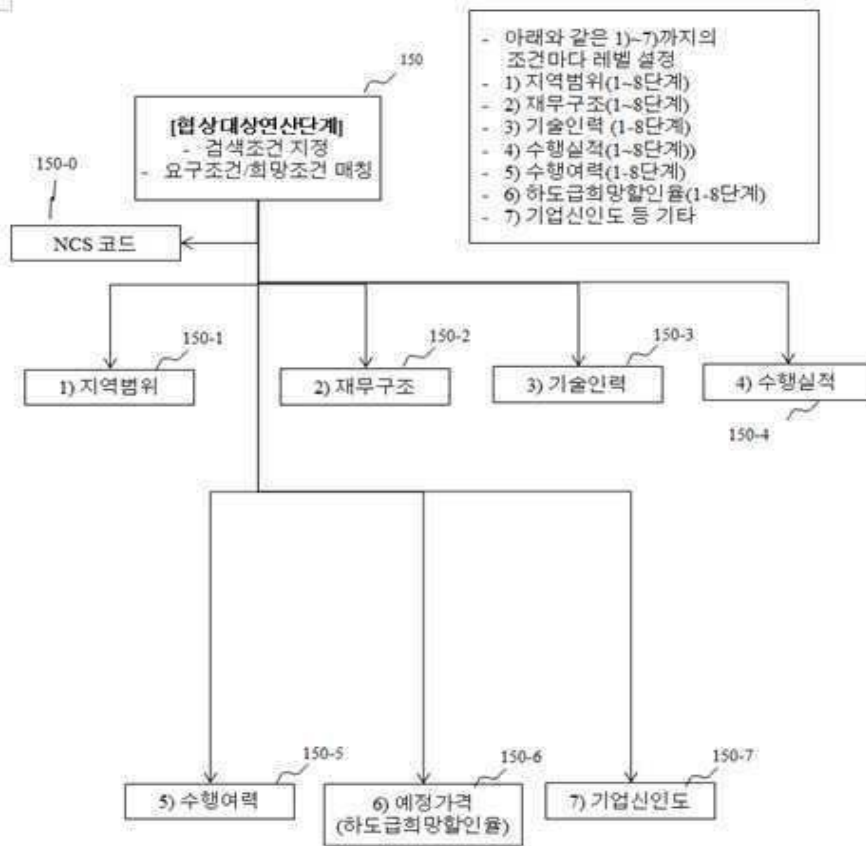 - 아래와 같은 1)~7)까지의
조건마다 레벨 설정
- 1) 지역범위(1~8단계)
- 2) 재무구조(1~8단계)
- 3) 기술인력 (1-8단계)
- 4) 수행실적(1~8단계))
- 5) 수행여력(1-8단계)
- 6) 하도급희망할인율(1-8단계)
- 7) 기업신인도 등 기타
150
[협상대상연산단계]
- 검색조건 지정
- 요구조건/희망조건 매칭
150-0
NCS 코드
150-1
1) 지역범위
150-2
2) 재무구조
150-3
3) 기술인력
4) 수행실적
150-4
150-5
5) 수행여력
150-6
6) 예정가격
(하도급희망할인율)
150-7
7) 기업신인도